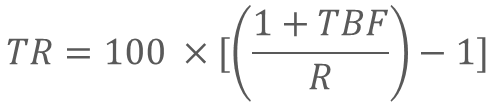 TR = 100 × [(1 + TBF / R) − 1]